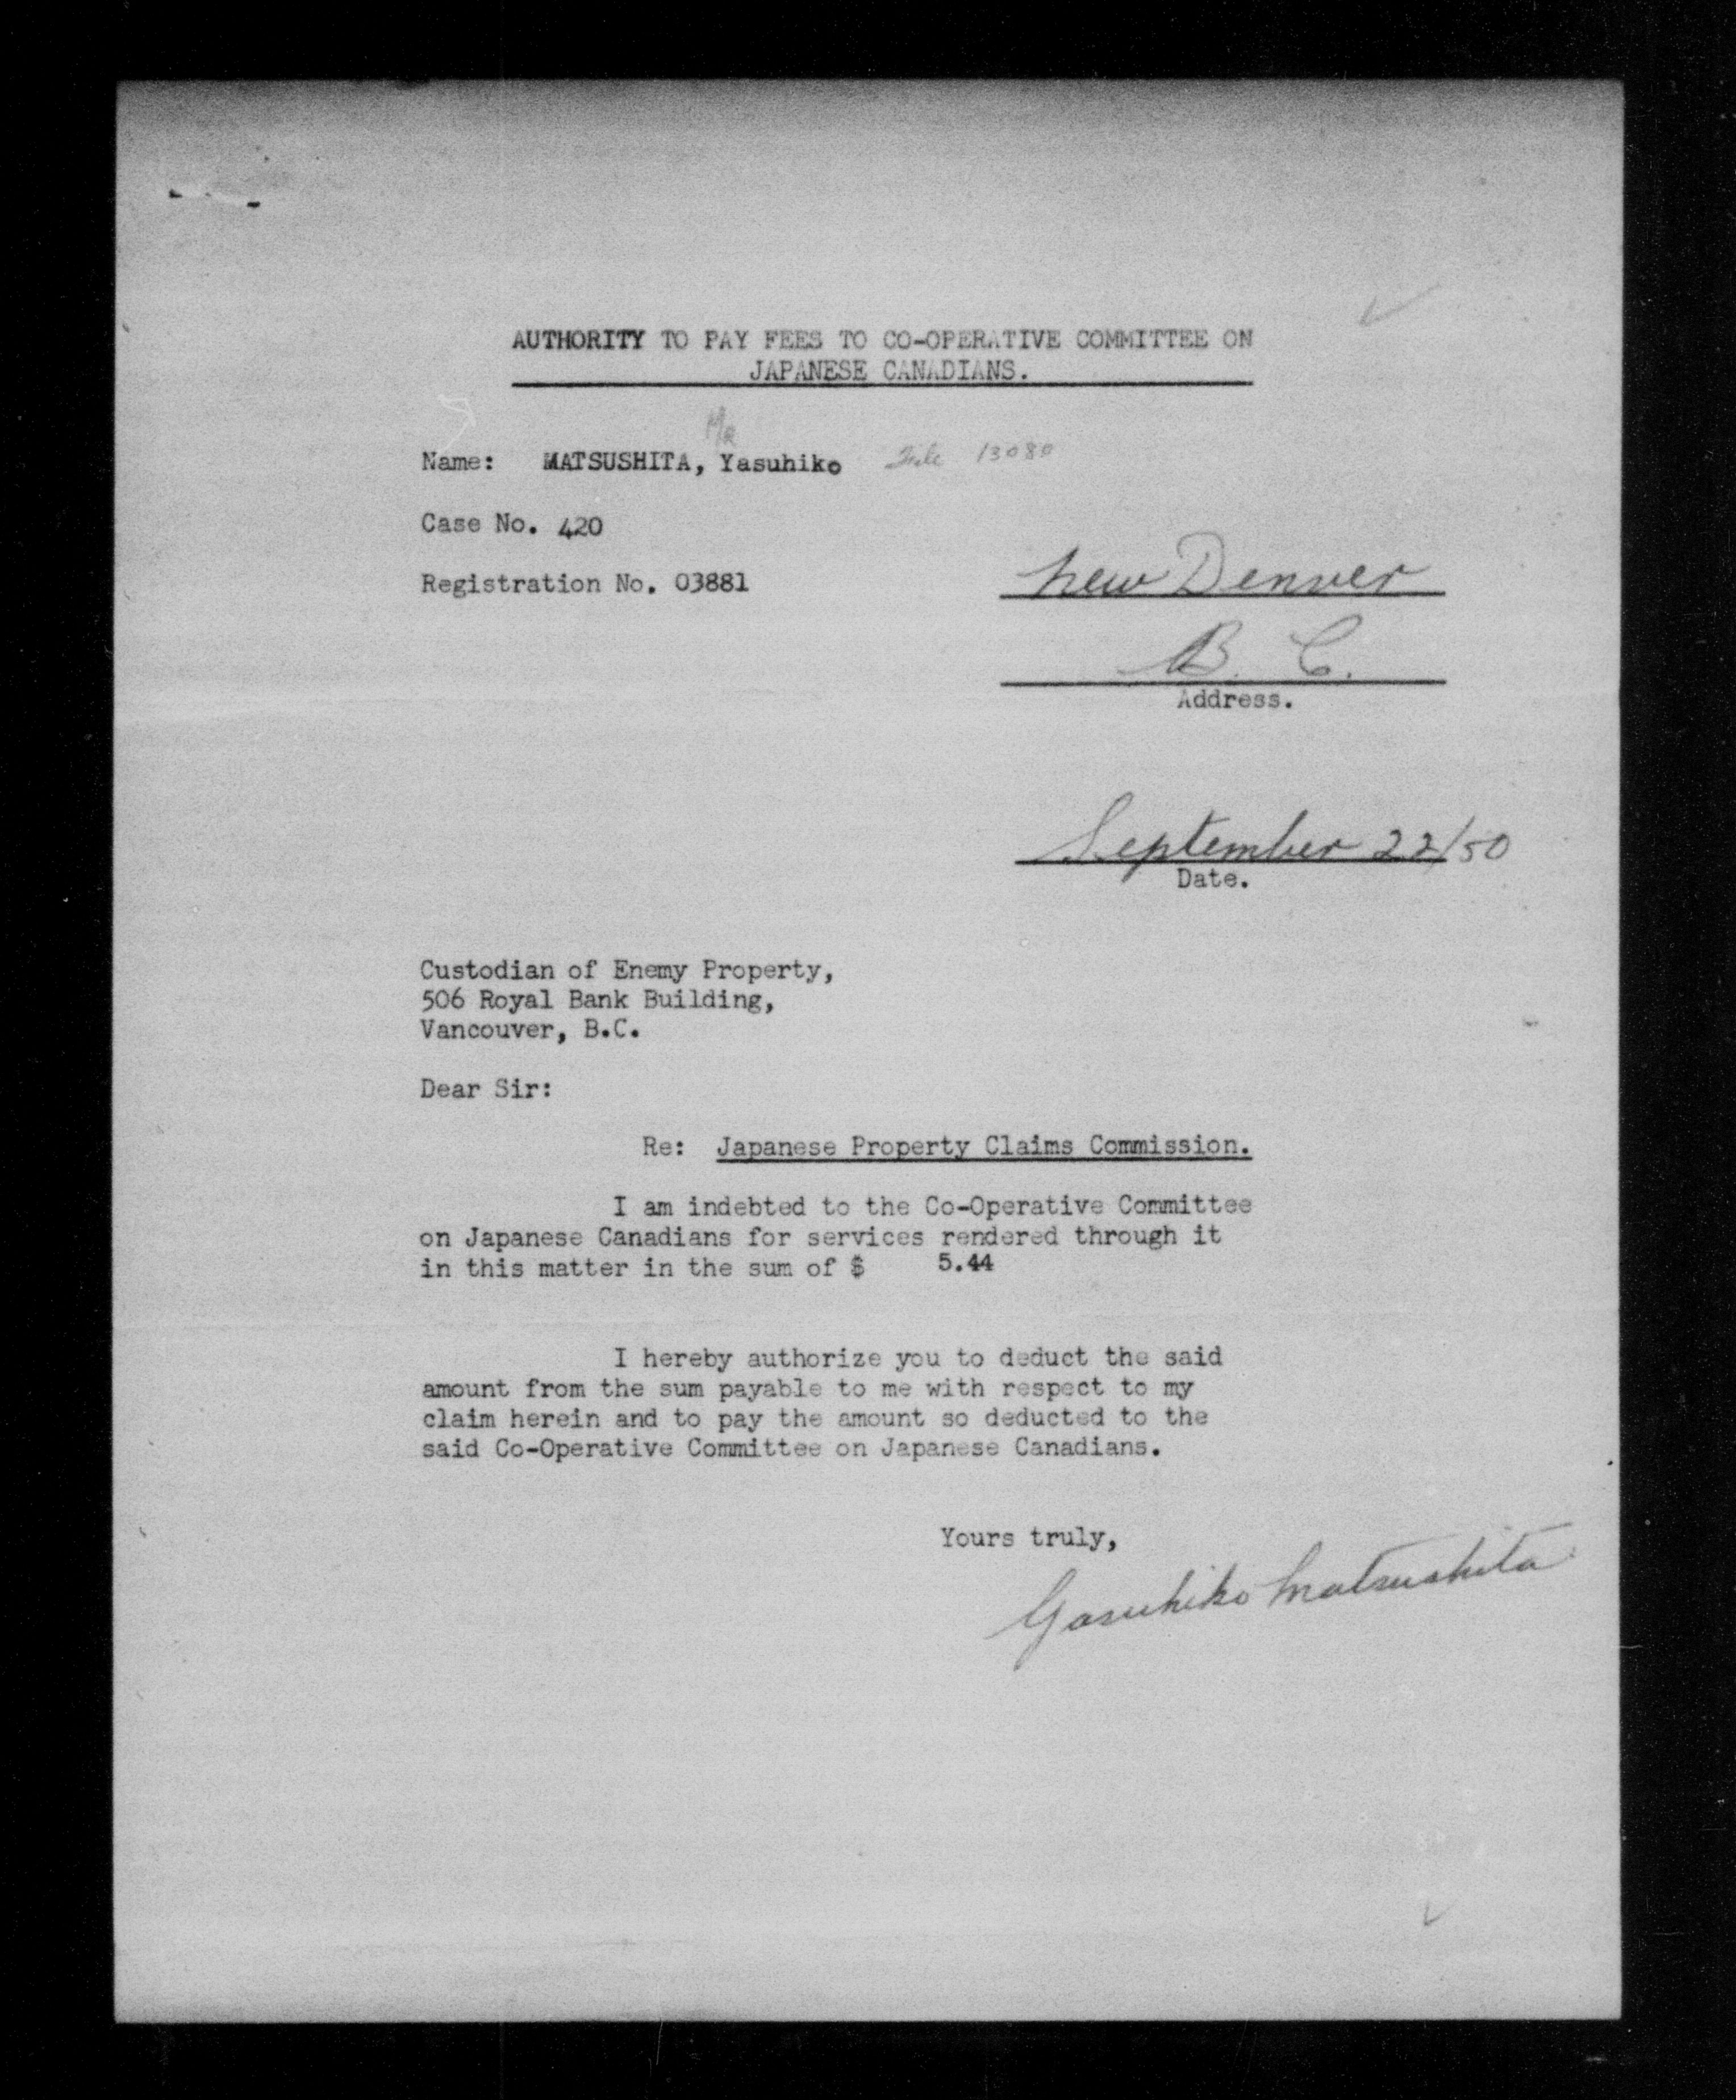 AUTHORITY TO PAY FEES TO CO-OPERATIVE COMMITTEE ON
JAPANESE CANADIANS.
Mr
Name: MATSUSHITA, Yasuhiko File 13080
Case No. 420
Registration No. 03881
New Denver
B. C.
Address.
September 22/50
Date.
Custodian of Enemy Property,
506 Royal Bank Building,
Vancouver, B.C.
Dear Sir:
Re: Japanese Property Claims Commission.
I am indebted to the Co-Operative Committee
on Japanese Canadians for services rendered through it
in this matter in the sum of $ 5.44
I hereby authorize you to deduct the said
amount from the sum payable to me with respect to my
claim herein and to pay the amount so deducted to the
said Co-Operative Committee on Japanese Canadians.
Yours truly,
Yasuhiko Matsushita